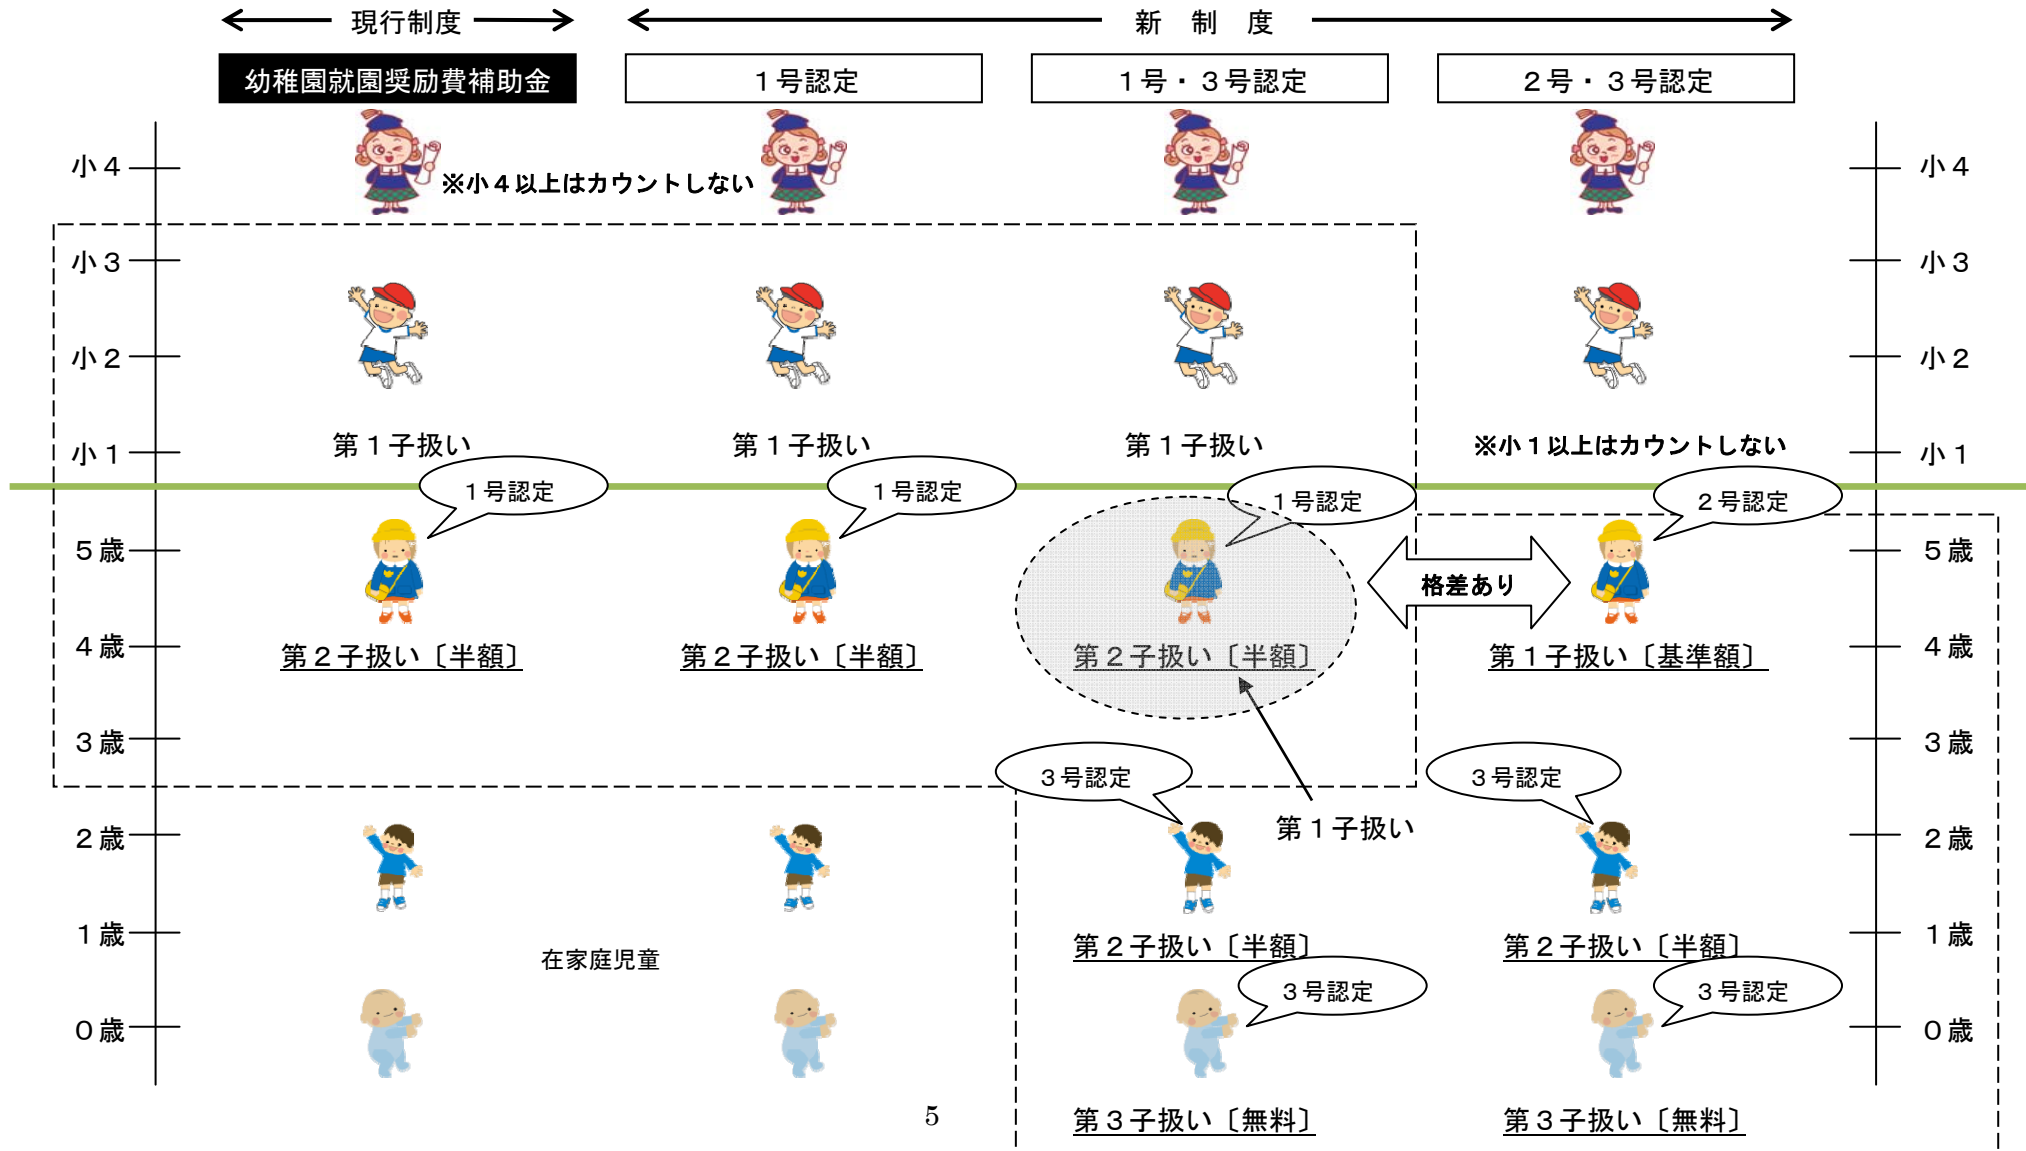 現行制度
新　制　度
幼稚園就園奨励費補助金
１号認定
１号・３号認定
２号・３号認定
小４
※小４以上はカウントしない
小４
小３
小３
小２
小２
小１
第１子扱い
第１子扱い
第１子扱い
※小１以上はカウントしない
小１
１号認定
１号認定
１号認定
２号認定
５歳
格差あり
５歳
４歳
第２子扱い〔半額〕
第２子扱い〔半額〕
第２子扱い〔半額〕
第１子扱い〔基準額〕
４歳
３歳
３歳
３号認定
３号認定
２歳
第１子扱い
２歳
１歳
在家庭児童
第２子扱い〔半額〕
第２子扱い〔半額〕
１歳
３号認定
３号認定
０歳
０歳
5
第３子扱い〔無料〕
第３子扱い〔無料〕